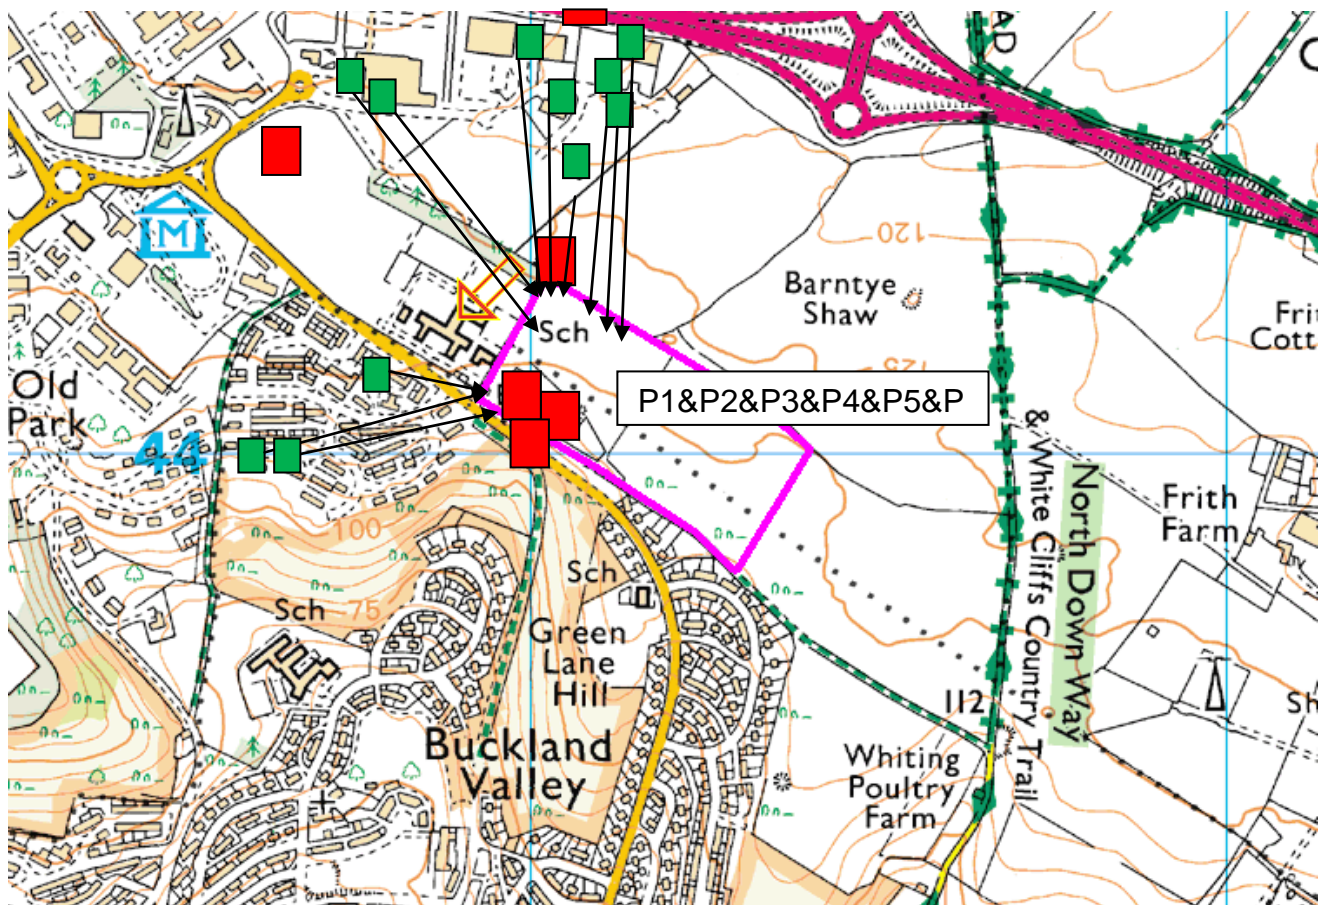 AD
C
M
120
Barntye
Shaw
Frit
Cott
Sch
125
Old
Park
P1&P2&P3&P4&P5&P
44
100
Frith
Farm
North Down Way
& White Cliffs Country Trail
Sch
Sch
75
Green
Lane
Hill
112
Sh
Buckland
Valley
Whiting
Poultry
Farm